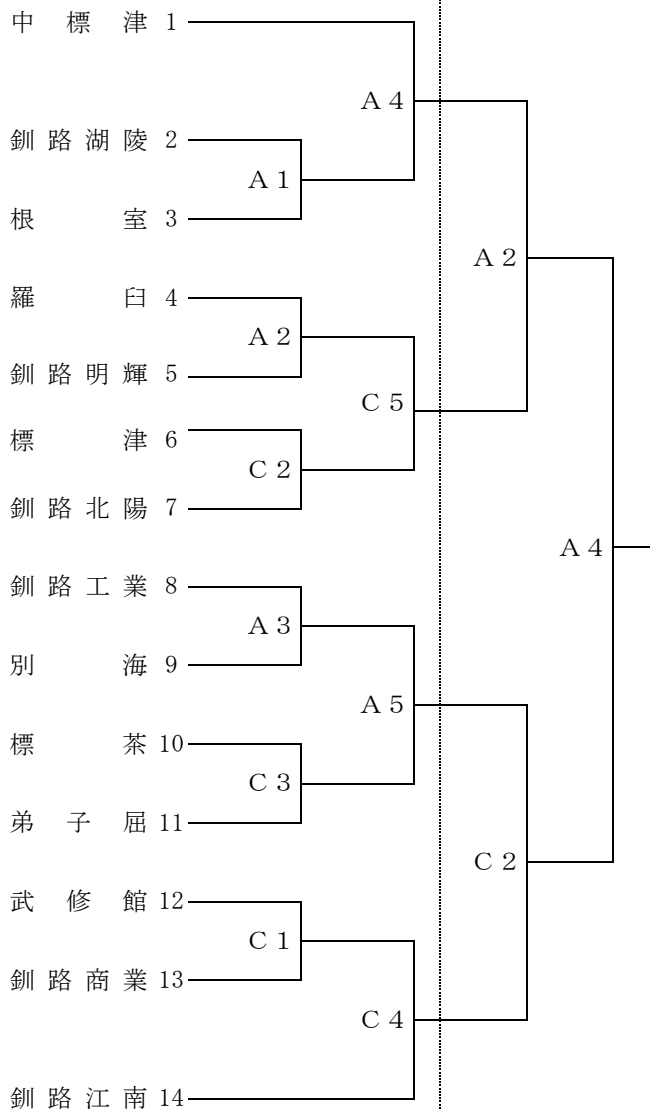 中標津 1
A 4
釧路湖陵 2
A 1
根室 3
A 2
羅臼 4
A 2
釧路明輝 5
C 5
標津 6
C 2
釧路北陽 7
A 4
釧路工業 8
A 3
別海 9
A 5
標茶 10
C 3
弟子屈 11
C 2
武修館 12
C 1
釧路商業 13
C 4
釧路江南 14